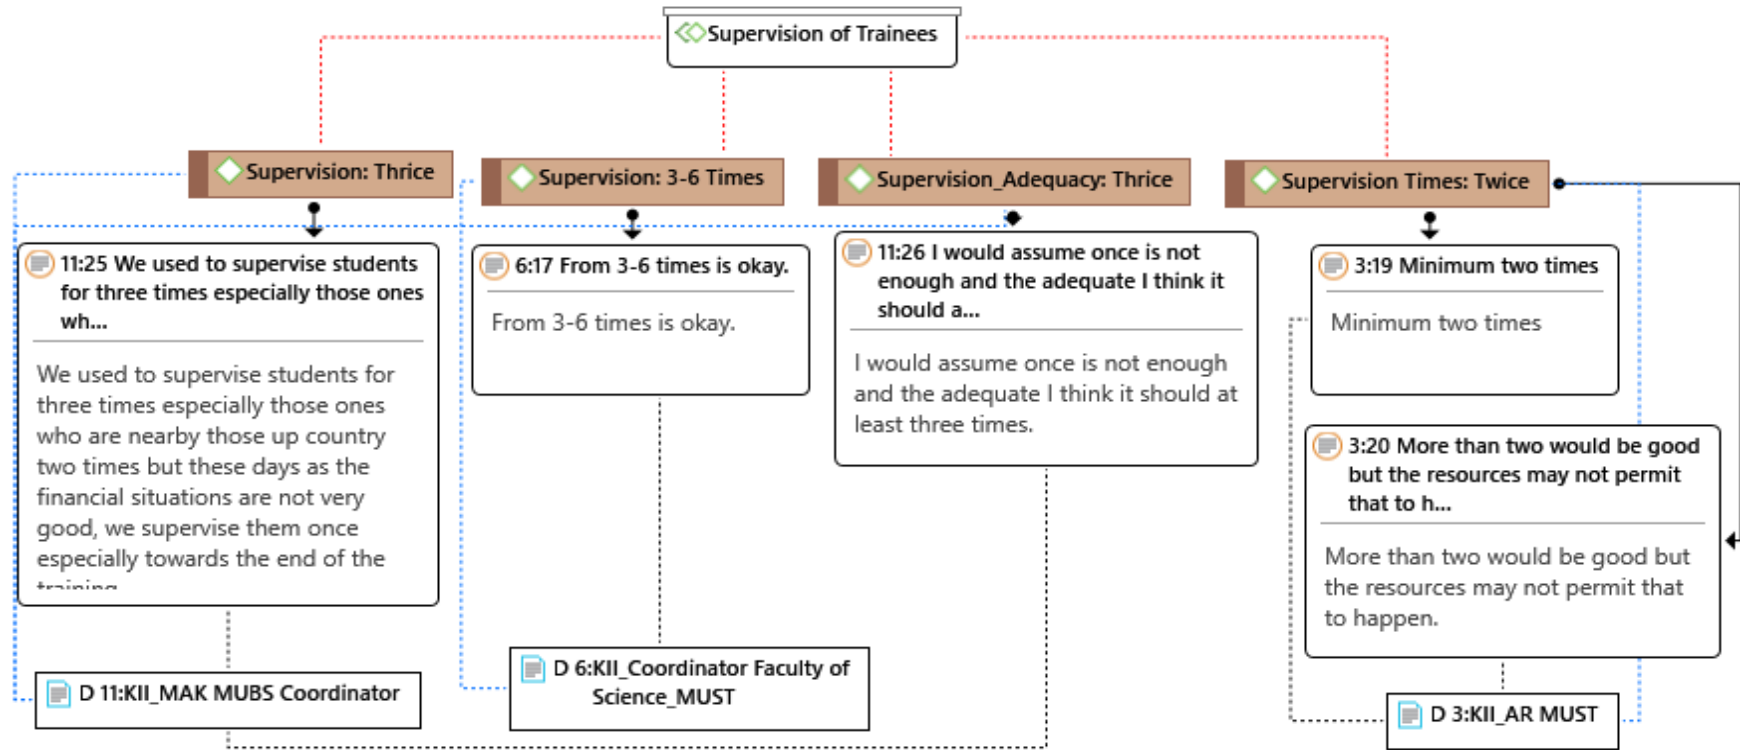 Supervision of Trainees
Supervision: Thrice
Supervision: 3-6 Times
Supervision_Adequacy: Thrice
Supervision Times: Twice
11:25 We used to supervise students
for three times especially those ones
wh...
We used to supervise students for
three times especially those ones
who are nearby those up country
two times but these days as the
financial situations are not very
good, we supervise them once
especially towards the end of the
training
6:17 From 3-6 times is okay.
From 3-6 times is okay.
11:26 I would assume once is not
enough and the adequate I think it
should a...
I would assume once is not enough
and the adequate I think it should at
least three times.
3:19 Minimum two times
Minimum two times
3:20 More than two would be good
but the resources may not permit
that to h...
More than two would be good but
the resources may not permit that
to happen.
D 11:KII_MAK MUBS Coordinator
D 6:KII_Coordinator Faculty of
Science_MUST
D 3:KII_AR MUST